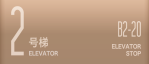 2
号梯
ELEVATOR
B2-20
ELEVATOR
STOP